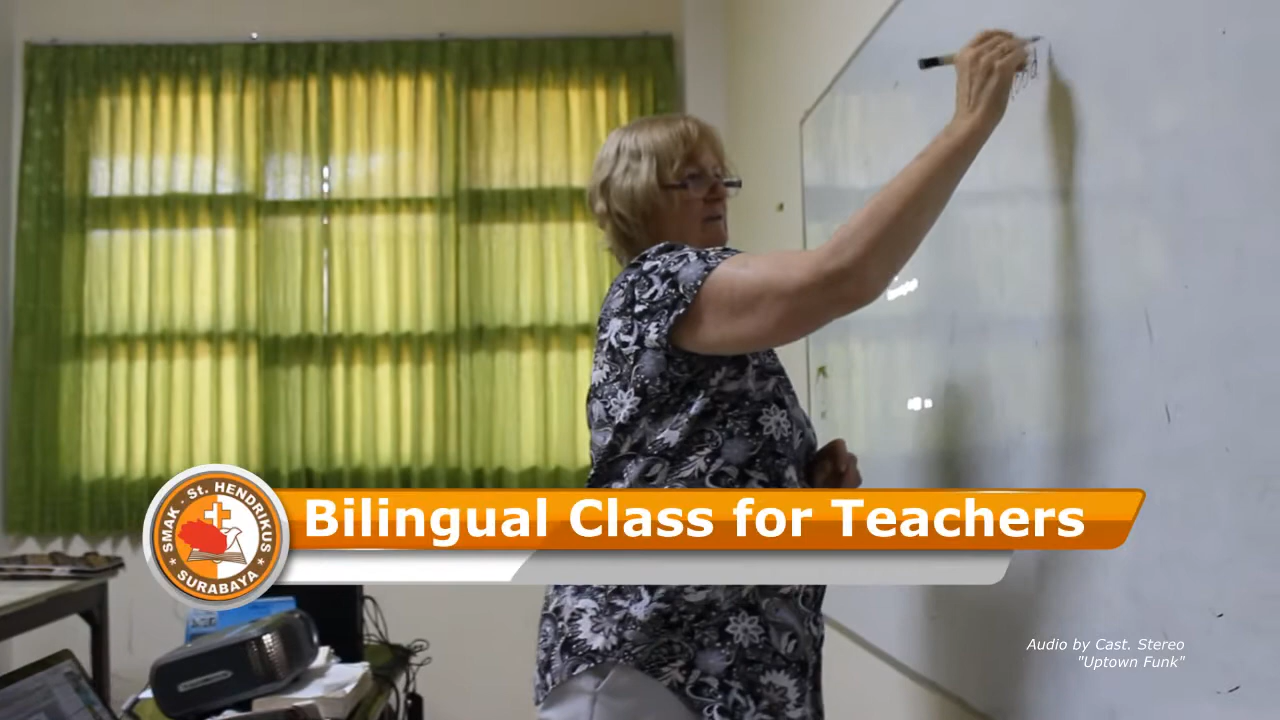 SMAK · St. HENDRIKUS
SURABAYA
Bilingual Class for Teachers
Audio by Cast. Stereo
"Uptown Funk"